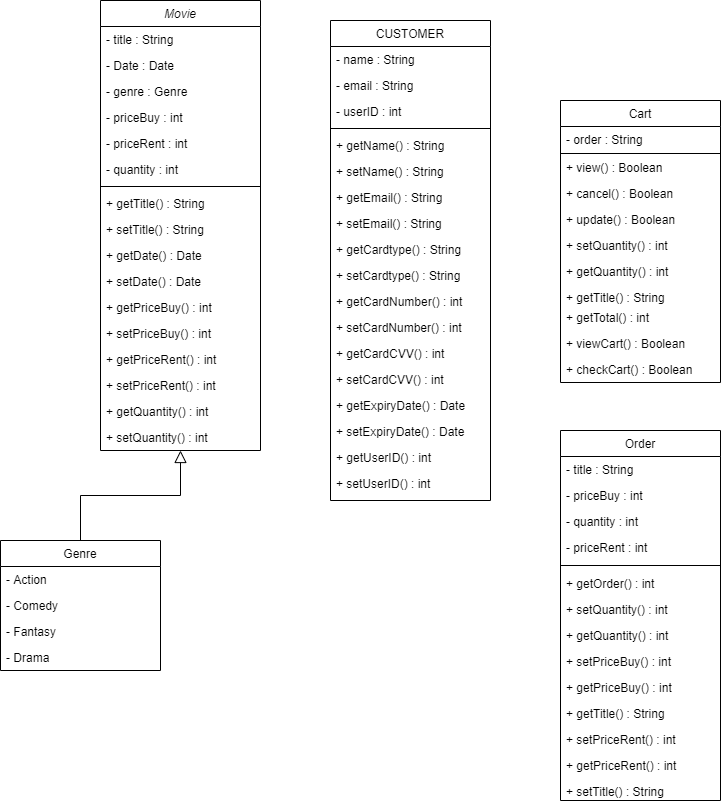 Movie
- title : String
- Date : Date
- genre : Genre
- priceBuy : int
- priceRent : int
- quantity : int
+ getTitle() : String
+ setTitle() : String
+ getDate() : Date
+ setDate() : Date
+ getPriceBuy() : int
+ setPriceBuy() : int
+ getPriceRent() : int
+ setPriceRent() : int
+ getQuantity() : int
+ setQuantity() : int
Genre
- Action
- Comedy
- Fantasy
- Drama
CUSTOMER
- name : String
- email : String
- userID : int
+ getName() : String
+ setName() : String
+ getEmail() : String
+ setEmail() : String
+ getCardtype() : String
+ setCardtype() : String
+ getCardNumber() : int
+ setCardNumber() : int
+ getCardCVV() : int
+ setCardCVV() : int
+ getExpiryDate() : Date
+ setExpiryDate() : Date
+ getUserID() : int
+ setUserID() : int
Cart
- order : String
+ view() : Boolean
+ cancel() : Boolean
+ update() : Boolean
+ setQuantity() : int
+ getQuantity() : int
+ getTitle() : String
+ getTotal() : int
+ viewCart() : Boolean
+ checkCart() : Boolean
Order
- title : String
- priceBuy : int
- quantity : int
- priceRent : int
+ getOrder() : int
+ setQuantity() : int
+ getQuantity() : int
+ setPriceBuy() : int
+ getPriceBuy() : int
+ getTitle() : String
+ setPriceRent() : int
+ getPriceRent() : int
+ setTitle() : String